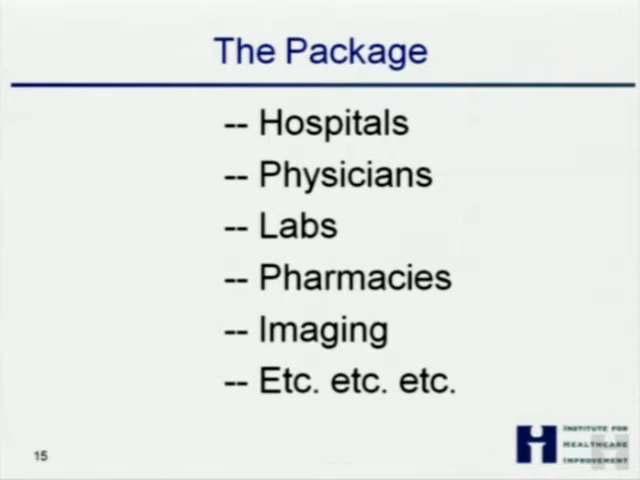 The Package
-- Hospitals
-- Physicians
-- Labs
-- Pharmacies
-- Imaging
-- Etc. etc. etc.
15
INSTITUTE FOR
HEALTHCARE
IMPROVEMENT